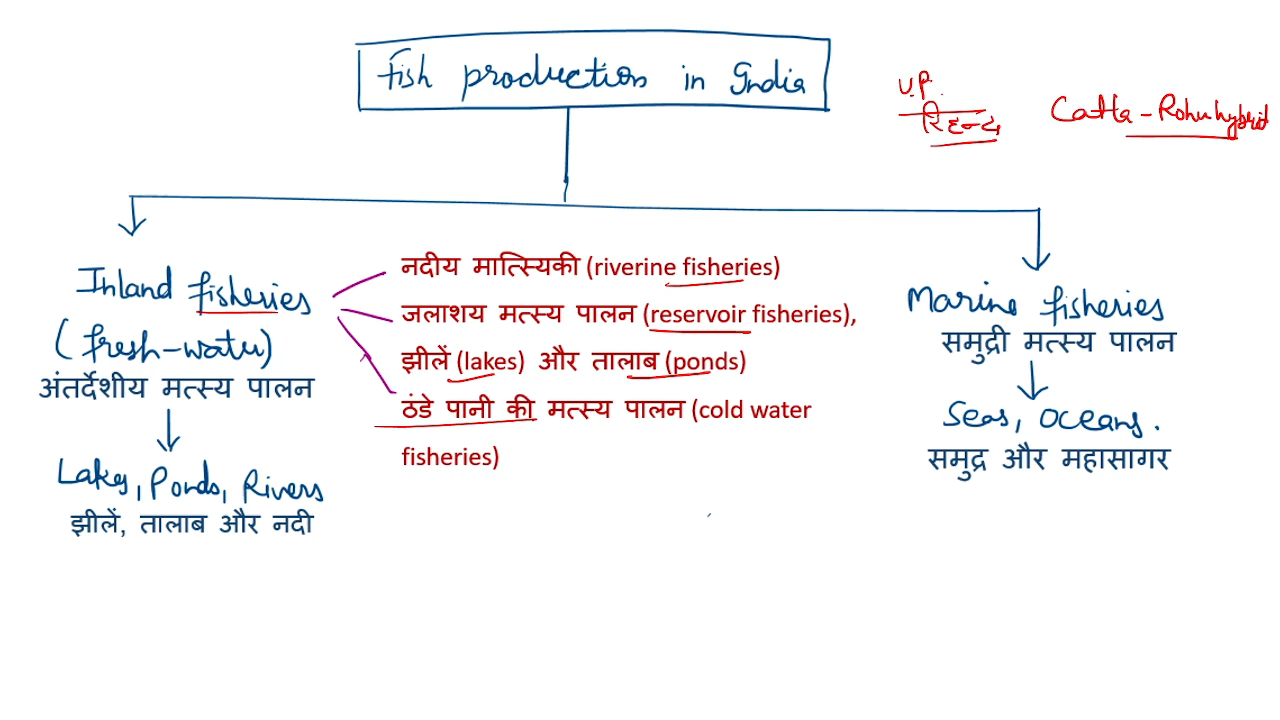 Fish production in India
U.P.
रिहन्द
Catla - Rohu hybrid
Inland fisheries
(fresh-water)
अंतर्देशीय मत्स्य पालन
Lakes, Ponds, Rivers
झीलें, तालाब और नदी
नदीय मात्स्यिकी (riverine fisheries)
जलाशय मत्स्य पालन (reservoir fisheries),
झीलें (lakes) और तालाब (ponds)
ठंडे पानी की मत्स्य पालन (cold water
fisheries)
Marine fisheries
समुद्री मत्स्य पालन
Seas, Oceans.
समुद्र और महासागर